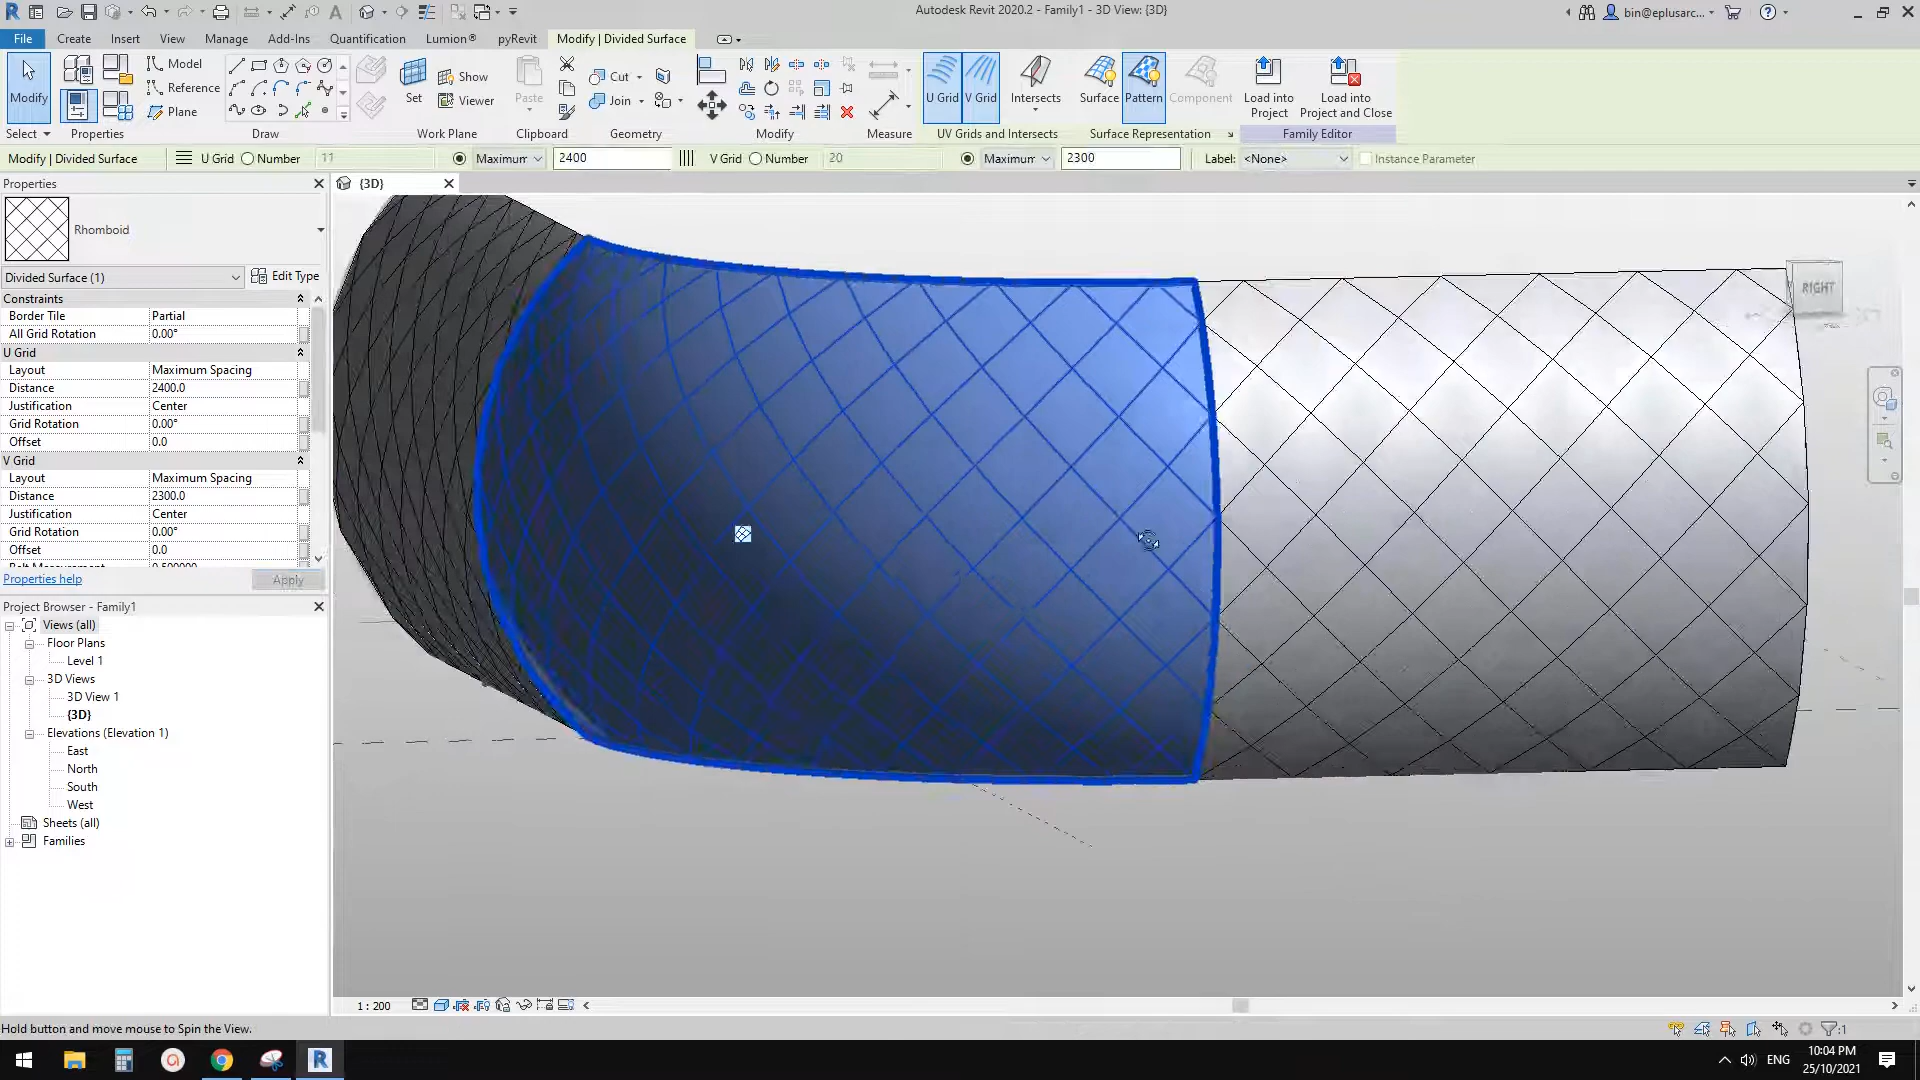 Autodesk Revit 2020.2 - Family1 - 3D View: {3D}
bin@eplusarc...
File Create Insert View Manage Add-Ins Quantification Lumion® pyRevit Modify | Divided Surface
Modify
Model
Reference
Plane
Set
Show
Viewer
Paste
Cut
Join
U Grid
V Grid
Intersects
Surface
Pattern
Component
Load into
Project
Load into
Project and Close
Select Properties Draw Work Plane Clipboard Geometry Modify Measure UV Grids and Intersects Surface Representation Family Editor
Modify | Divided Surface U Grid Number 11 Maximum 2400 V Grid Number 20 Maximum 2300 Label: <None> Instance Parameter
Properties
{3D}
Rhomboid
Divided Surface (1)
Edit Type
Constraints
Border Tile Partial
All Grid Rotation 0.00°
U Grid
Layout Maximum Spacing
Distance 2400.0
Justification Center
Grid Rotation 0.00°
Offset 0.0
V Grid
Layout Maximum Spacing
Distance 2300.0
Justification Center
Grid Rotation 0.00°
Offset 0.0
Properties help
Apply
Project Browser - Family1
Views (all)
Floor Plans
Level 1
3D Views
3D View 1
{3D}
Elevations (Elevation 1)
East
North
South
West
Sheets (all)
Families
RIGHT
1 : 200
Hold button and move mouse to Spin the View.
:1
ENG
10:04 PM
25/10/2021